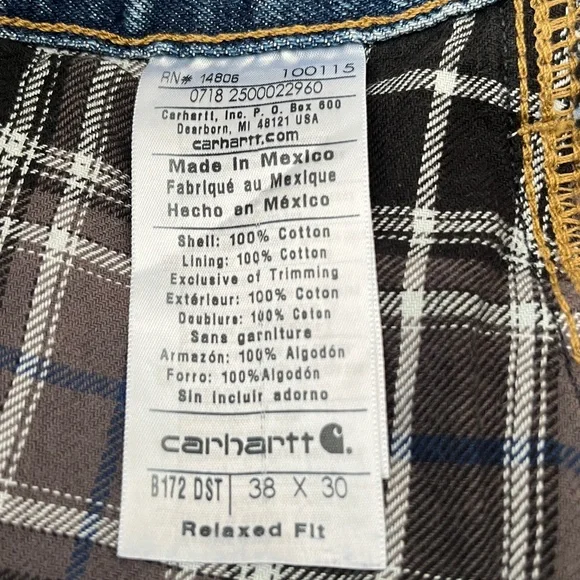 RN# 14806 100115
0718 2500022960
Carhartt, Inc. P. O. Box 600
Dearborn, MI 48121 USA
carhartt.com
Made in Mexico
Fabriqué au Mexique
Hecho en México
Shell: 100% Cotton
Lining: 100% Cotton
Exclusive of Trimming
Extérieur: 100% Coton
Doublure: 100% Coton
Sans garniture
Armazón: 100% Algodón
Forro: 100%Algodón
Sin incluir adorno
carhartt
B172 DST 38 X 30
Relaxed Fit